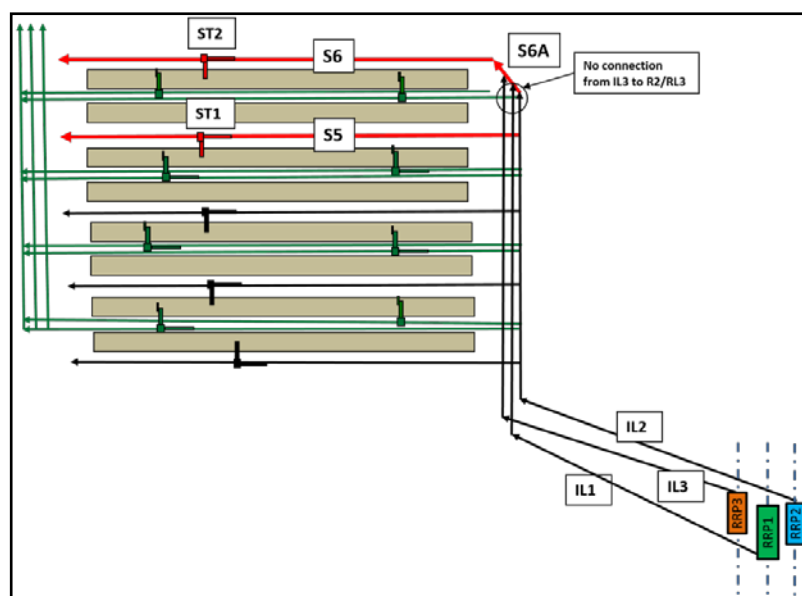 ST2
S6
S6A
No connection
from IL3 to R2/RL3
ST1
S5
IL2
IL3
IL1
RRP3
RRP1
RRP2